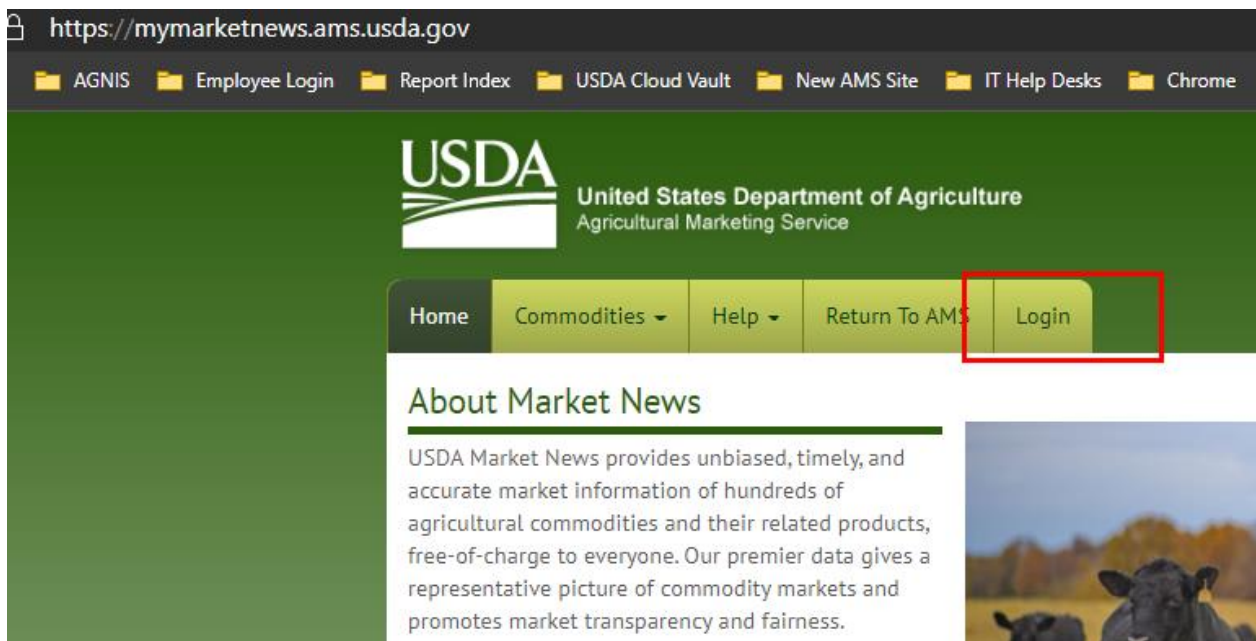 https://mymarketnews.ams.usda.gov
AGNIS Employee Login Report Index USDA Cloud Vault New AMS Site IT Help Desks Chrome
USDA
United States Department of Agriculture
Agricultural Marketing Service
Home Commodities Help Return To AMS Login
About Market News
USDA Market News provides unbiased, timely, and
accurate market information of hundreds of
agricultural commodities and their related products,
free-of-charge to everyone. Our premier data gives a
representative picture of commodity markets and
promotes market transparency and fairness.